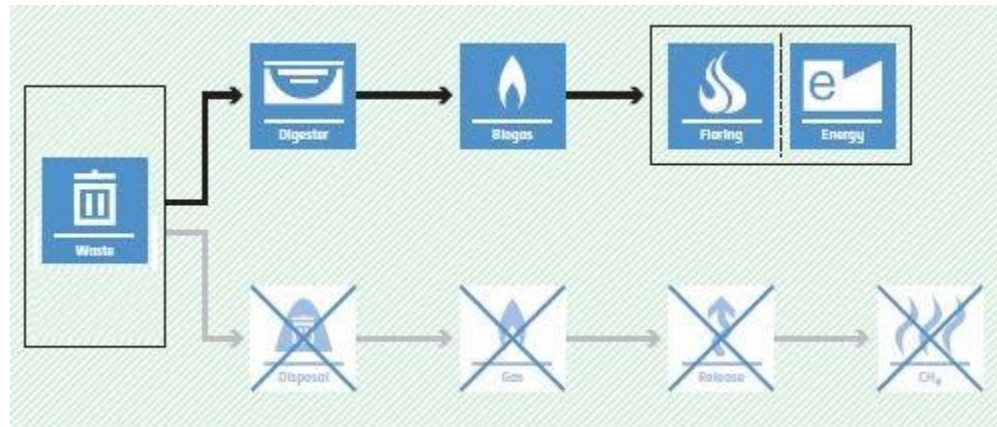 Digester
Biogas
Flaring
e
Energy
Waste
Disposal
Gas
Release
CH₄